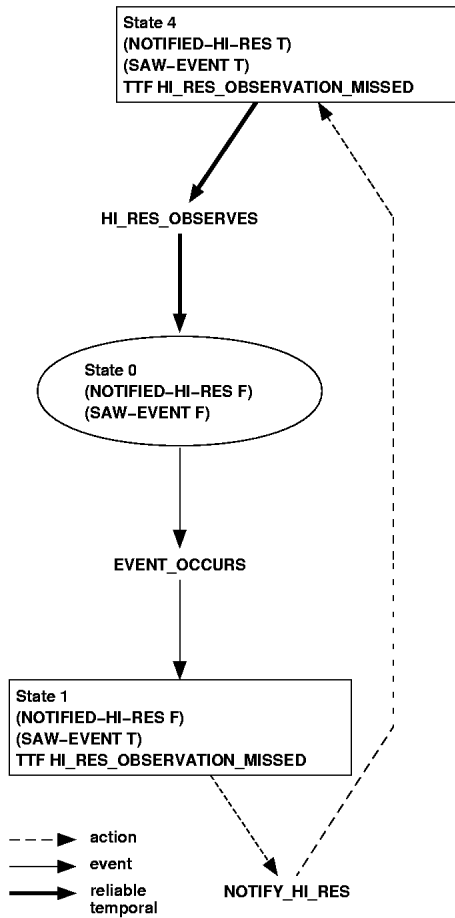 State 4
(NOTIFIED−HI−RES T)
(SAW−EVENT T)
TTF HI_RES_OBSERVATION_MISSED
HI_RES_OBSERVES
State 0
(NOTIFIED−HI−RES F)
(SAW−EVENT F)
EVENT_OCCURS
State 1
(NOTIFIED−HI−RES F)
(SAW−EVENT T)
TTF HI_RES_OBSERVATION_MISSED
action
event
reliable
temporal
NOTIFY_HI_RES